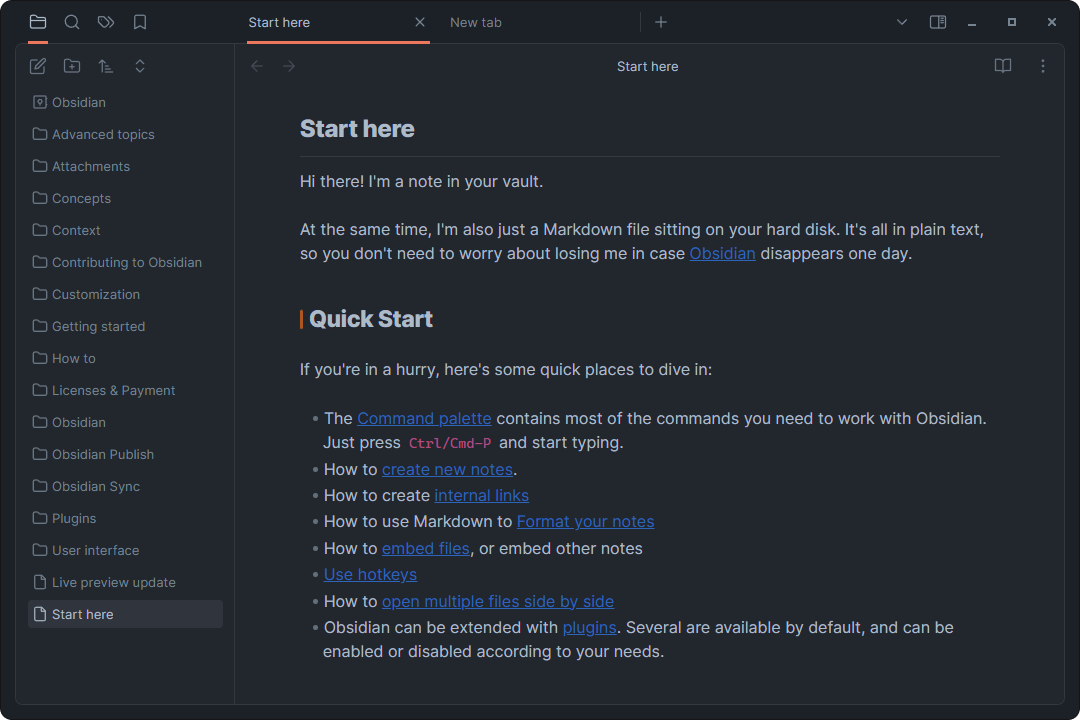 Start here
New tab
Start here
Obsidian
Advanced topics
Attachments
Concepts
Context
Contributing to Obsidian
Customization
Getting started
How to
Licenses & Payment
Obsidian
Obsidian Publish
Obsidian Sync
Plugins
User interface
Live preview update
Start here
Start here
Hi there! I'm a note in your vault.
At the same time, I'm also just a Markdown file sitting on your hard disk. It's all in plain text,
so you don't need to worry about losing me in case Obsidian disappears one day.
Quick Start
If you're in a hurry, here's some quick places to dive in:
• The Command palette contains most of the commands you need to work with Obsidian.
Just press Ctrl/Cmd-P and start typing.
• How to create new notes.
• How to create internal links
• How to use Markdown to Format your notes
• How to embed files, or embed other notes
• Use hotkeys
• How to open multiple files side by side
• Obsidian can be extended with plugins. Several are available by default, and can be
enabled or disabled according to your needs.